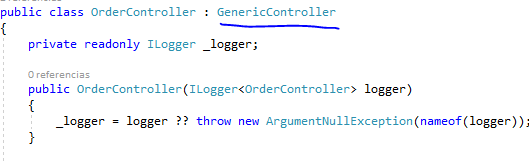 public class OrderController : GenericController
{
private readonly ILogger _logger;
0 referencias
public OrderController(ILogger<OrderController> logger)
{
_logger = logger ?? throw new ArgumentNullException(nameof(logger));
}